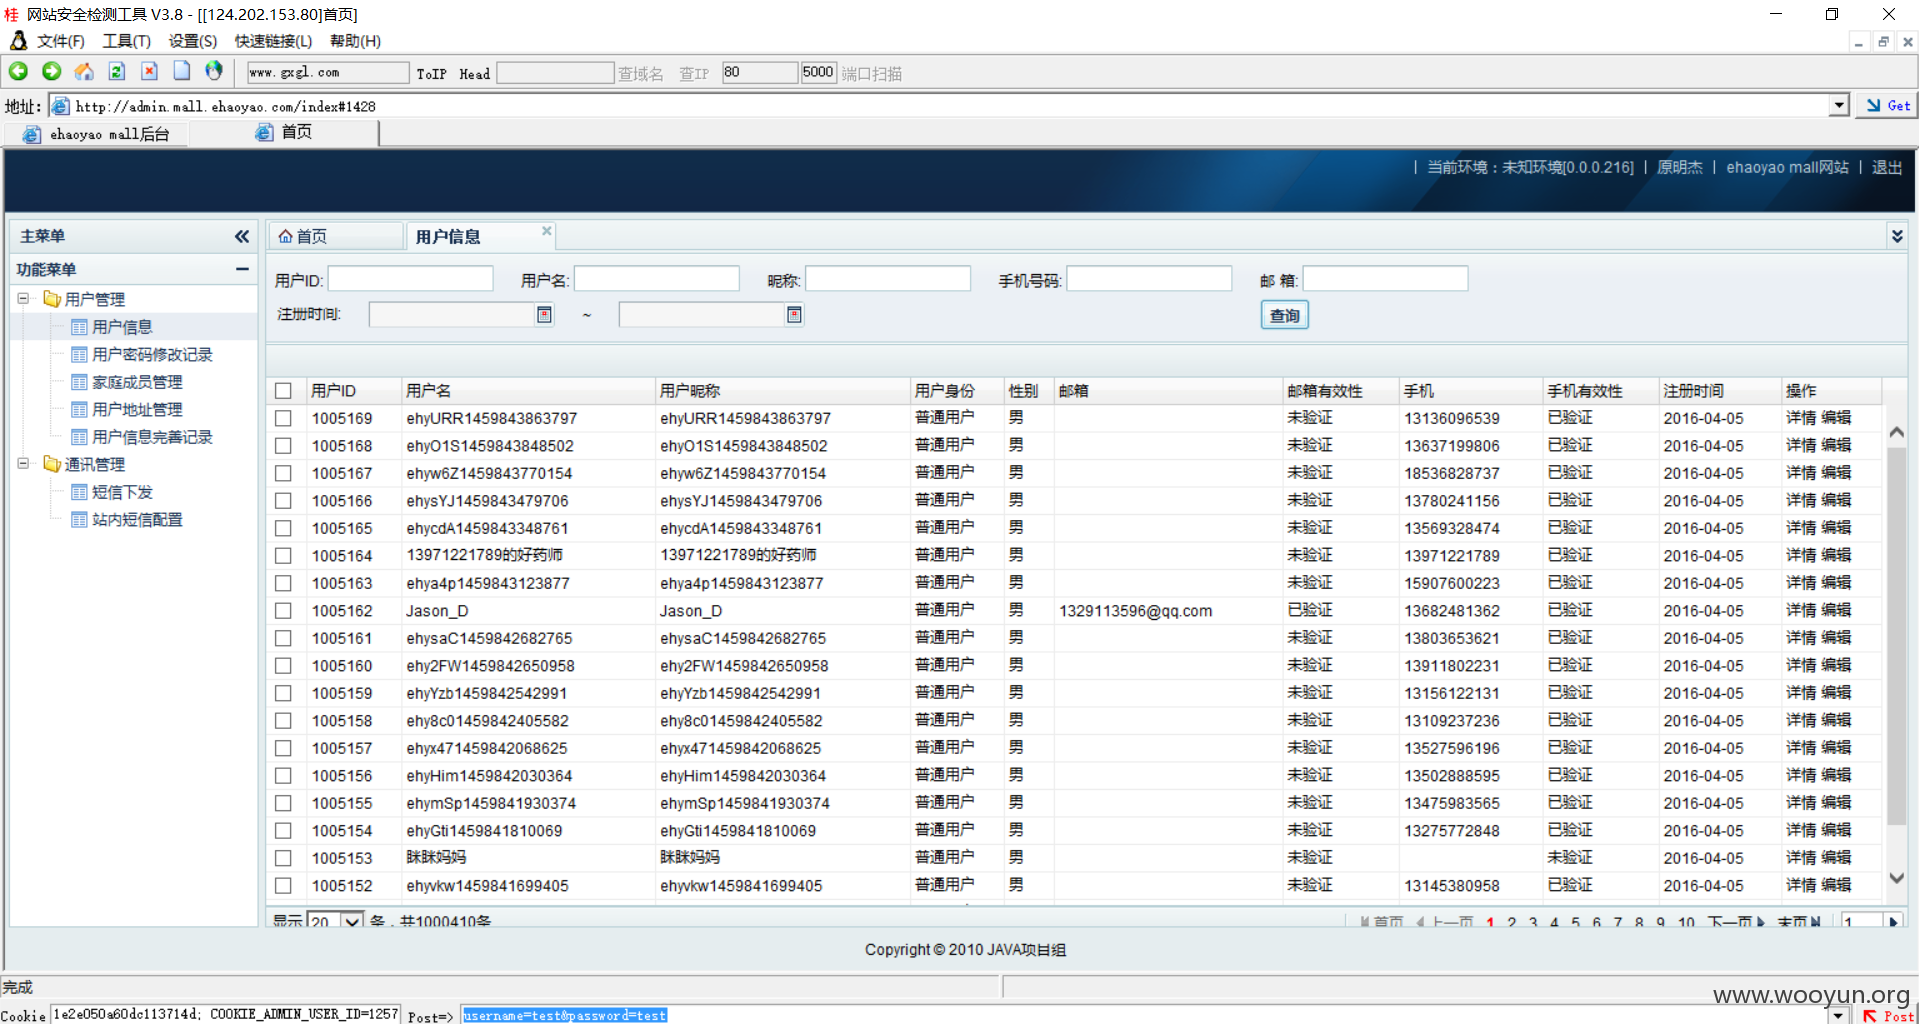 桂 网站安全检测工具 V3.8 - [[124.202.153.80]首页]
文件(F) 工具(T) 设置(S) 快速链接(L) 帮助(H)
www.gxgl.com ToIP Head 查域名 查IP 80 5000 端口扫描
地址: http://admin.mall.ehaoyao.com/index#1428 Get
ehaoyao mall后台 首页
| 当前环境：未知环境[0.0.0.216] | 原明杰 | ehaoyao mall网站 | 退出
主菜单
功能菜单
用户管理
用户信息
用户密码修改记录
家庭成员管理
用户地址管理
用户信息完善记录
通讯管理
短信下发
站内短信配置
首页 用户信息
用户ID: 用户名: 昵称: 手机号码: 邮 箱:
注册时间: ~ 查询
用户ID 用户名 用户昵称 用户身份 性别 邮箱 邮箱有效性 手机 手机有效性 注册时间 操作
1005169 ehyURR1459843863797 ehyURR1459843863797 普通用户 男 未验证 13136096539 已验证 2016-04-05 详情 编辑
1005168 ehyO1S1459843848502 ehyO1S1459843848502 普通用户 男 未验证 13637199806 已验证 2016-04-05 详情 编辑
1005167 ehyw6Z1459843770154 ehyw6Z1459843770154 普通用户 男 未验证 18536828737 已验证 2016-04-05 详情 编辑
1005166 ehysYJ1459843479706 ehysYJ1459843479706 普通用户 男 未验证 13780241156 已验证 2016-04-05 详情 编辑
1005165 ehycdA1459843348761 ehycdA1459843348761 普通用户 男 未验证 13569328474 已验证 2016-04-05 详情 编辑
1005164 13971221789的好药师 13971221789的好药师 普通用户 男 未验证 13971221789 已验证 2016-04-05 详情 编辑
1005163 ehya4p1459843123877 ehya4p1459843123877 普通用户 男 未验证 15907600223 已验证 2016-04-05 详情 编辑
1005162 Jason_D Jason_D 普通用户 男 1329113596@qq.com 已验证 13682481362 已验证 2016-04-05 详情 编辑
1005161 ehysaC1459842682765 ehysaC1459842682765 普通用户 男 未验证 13803653621 已验证 2016-04-05 详情 编辑
1005160 ehy2FW1459842650958 ehy2FW1459842650958 普通用户 男 未验证 13911802231 已验证 2016-04-05 详情 编辑
1005159 ehyYzb1459842542991 ehyYzb1459842542991 普通用户 男 未验证 13156122131 已验证 2016-04-05 详情 编辑
1005158 ehy8c01459842405582 ehy8c01459842405582 普通用户 男 未验证 13109237236 已验证 2016-04-05 详情 编辑
1005157 ehyx471459842068625 ehyx471459842068625 普通用户 男 未验证 13527596196 已验证 2016-04-05 详情 编辑
1005156 ehyHim1459842030364 ehyHim1459842030364 普通用户 男 未验证 13502888595 已验证 2016-04-05 详情 编辑
1005155 ehymSp1459841930374 ehymSp1459841930374 普通用户 男 未验证 13475983565 已验证 2016-04-05 详情 编辑
1005154 ehyGti1459841810069 ehyGti1459841810069 普通用户 男 未验证 13275772848 已验证 2016-04-05 详情 编辑
1005153 眯眯妈妈 眯眯妈妈 普通用户 男 未验证 未验证 2016-04-05 详情 编辑
1005152 ehyvkw1459841699405 ehyvkw1459841699405 普通用户 男 未验证 13145380958 已验证 2016-04-05 详情 编辑
显示 20 条，共1000410条 首页 上一页 1 2 3 4 5 6 7 8 9 10 下一页 末页 1
Copyright © 2010 JAVA项目组
完成
www.wooyun.org
Cookie 1e2e050a60dc113714d; COOKIE_ADMIN_USER_ID=1257 Post=> username=test&password=test Post